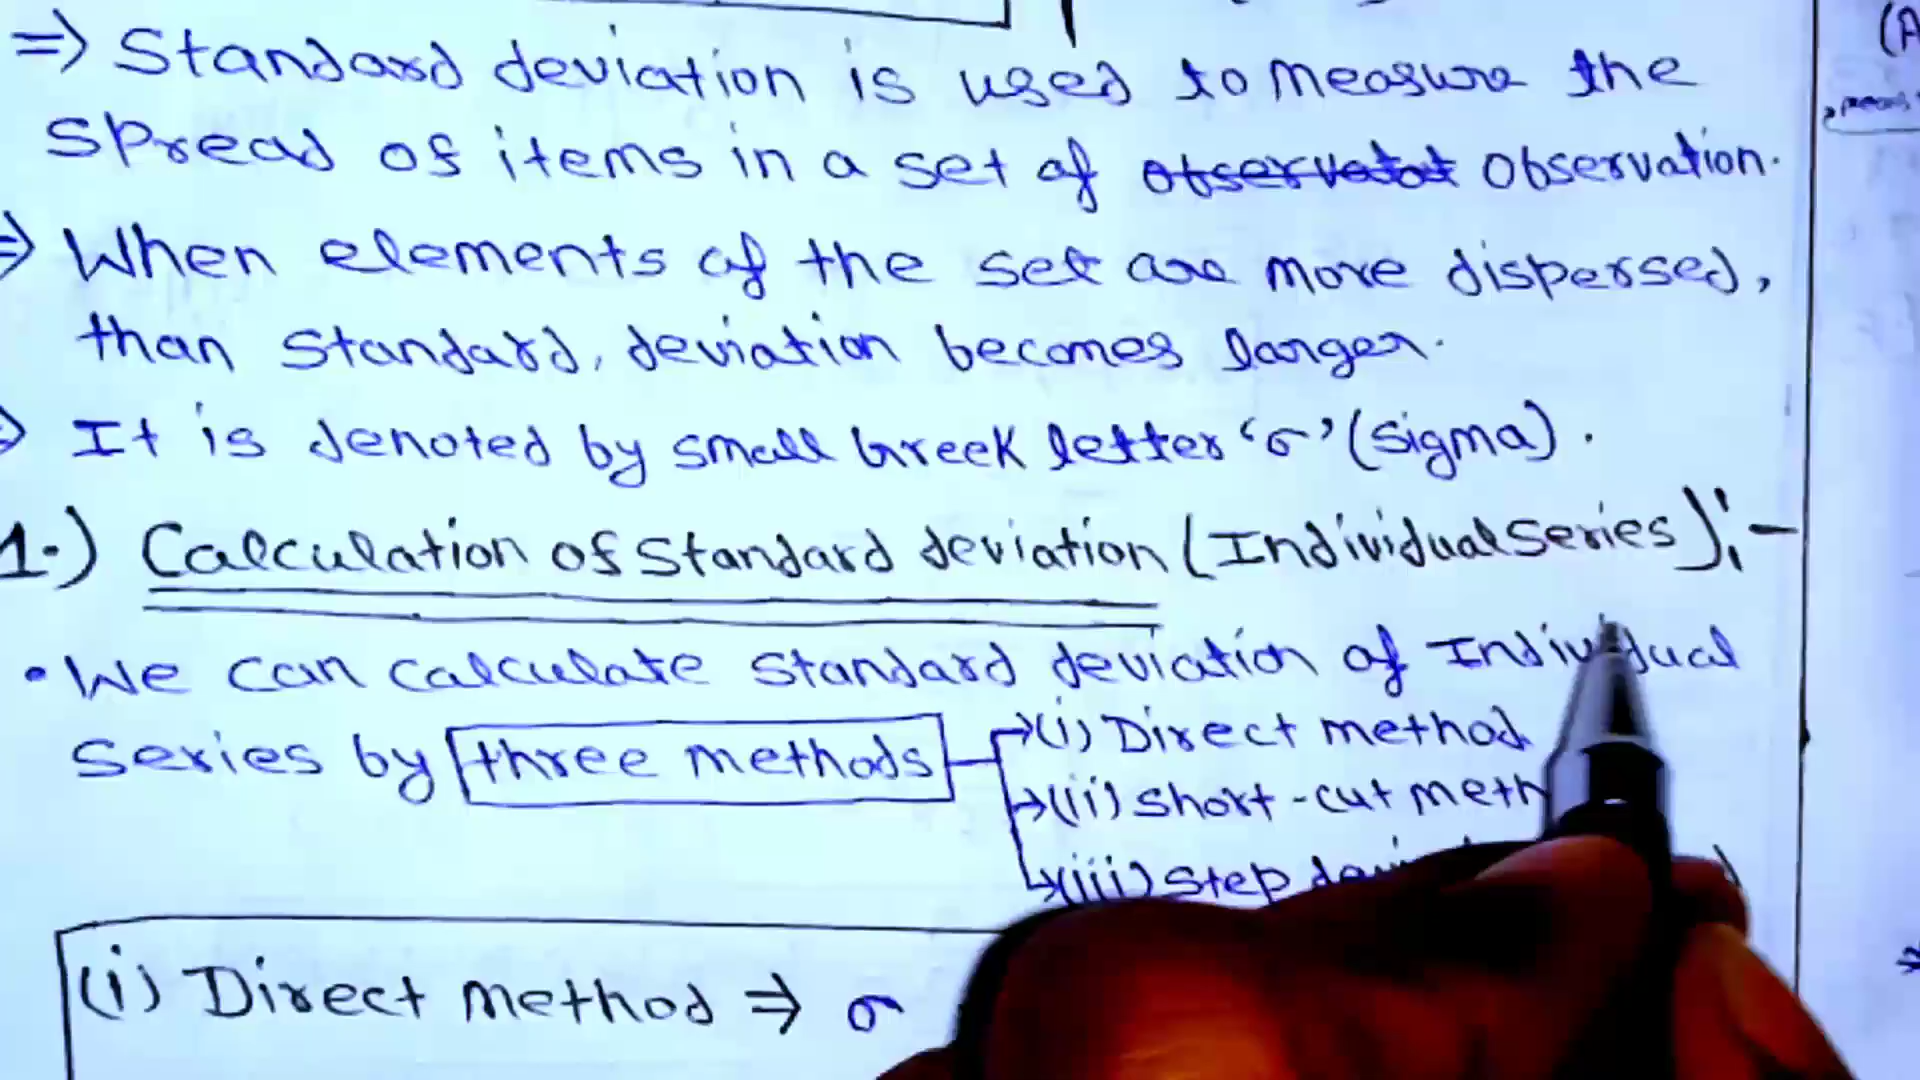 ⇒ Standard deviation is used to measure the
spread of items in a set of observation.
⇒ When elements of the set are more dispersed,
than standard, deviation becomes larger.
⇒ It is denoted by small Greek letter 'σ' (sigma).
1.) Calculation of Standard deviation (Individual Series):-
• We can calculate standard deviation of Individual
series by three methods
→(i) Direct method
→(ii) short-cut
→(iii) step
(i) Direct method ⇒ σ